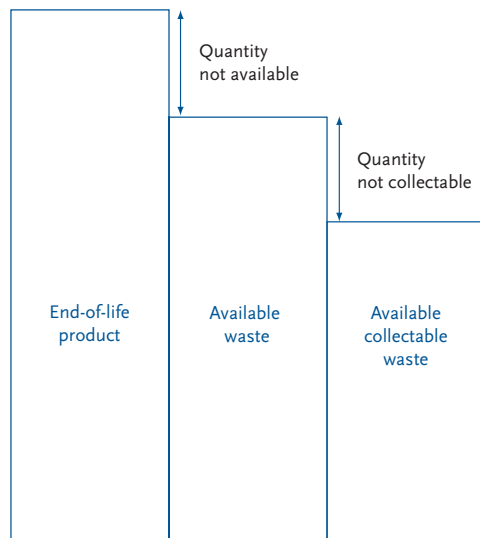 Quantity
not available
Quantity
not collectable
End-of-life
product
Available
waste
Available
collectable
waste